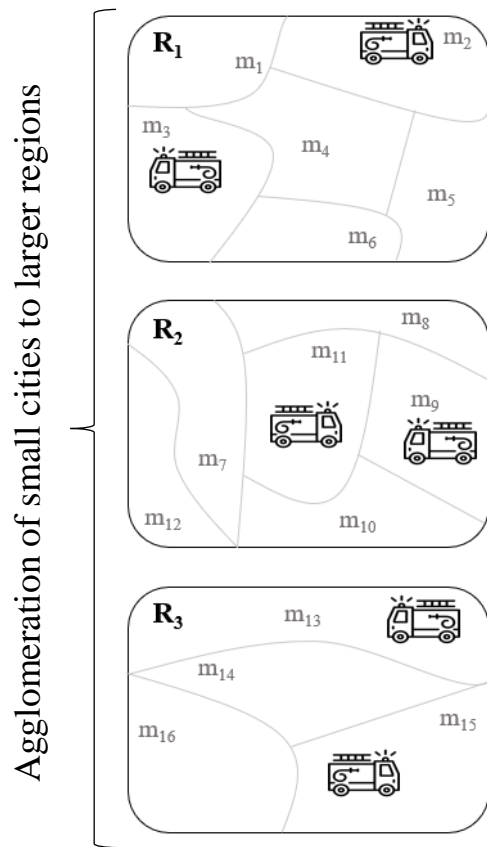 Agglomeration of small cities to larger regions
R₁
m₁
m₂
m₃
m₄
m₅
m₆
R₂
m₈
m₁₁
m₉
m₇
m₁₂
m₁₀
R₃
m₁₃
m₁₄
m₁₆
m₁₅